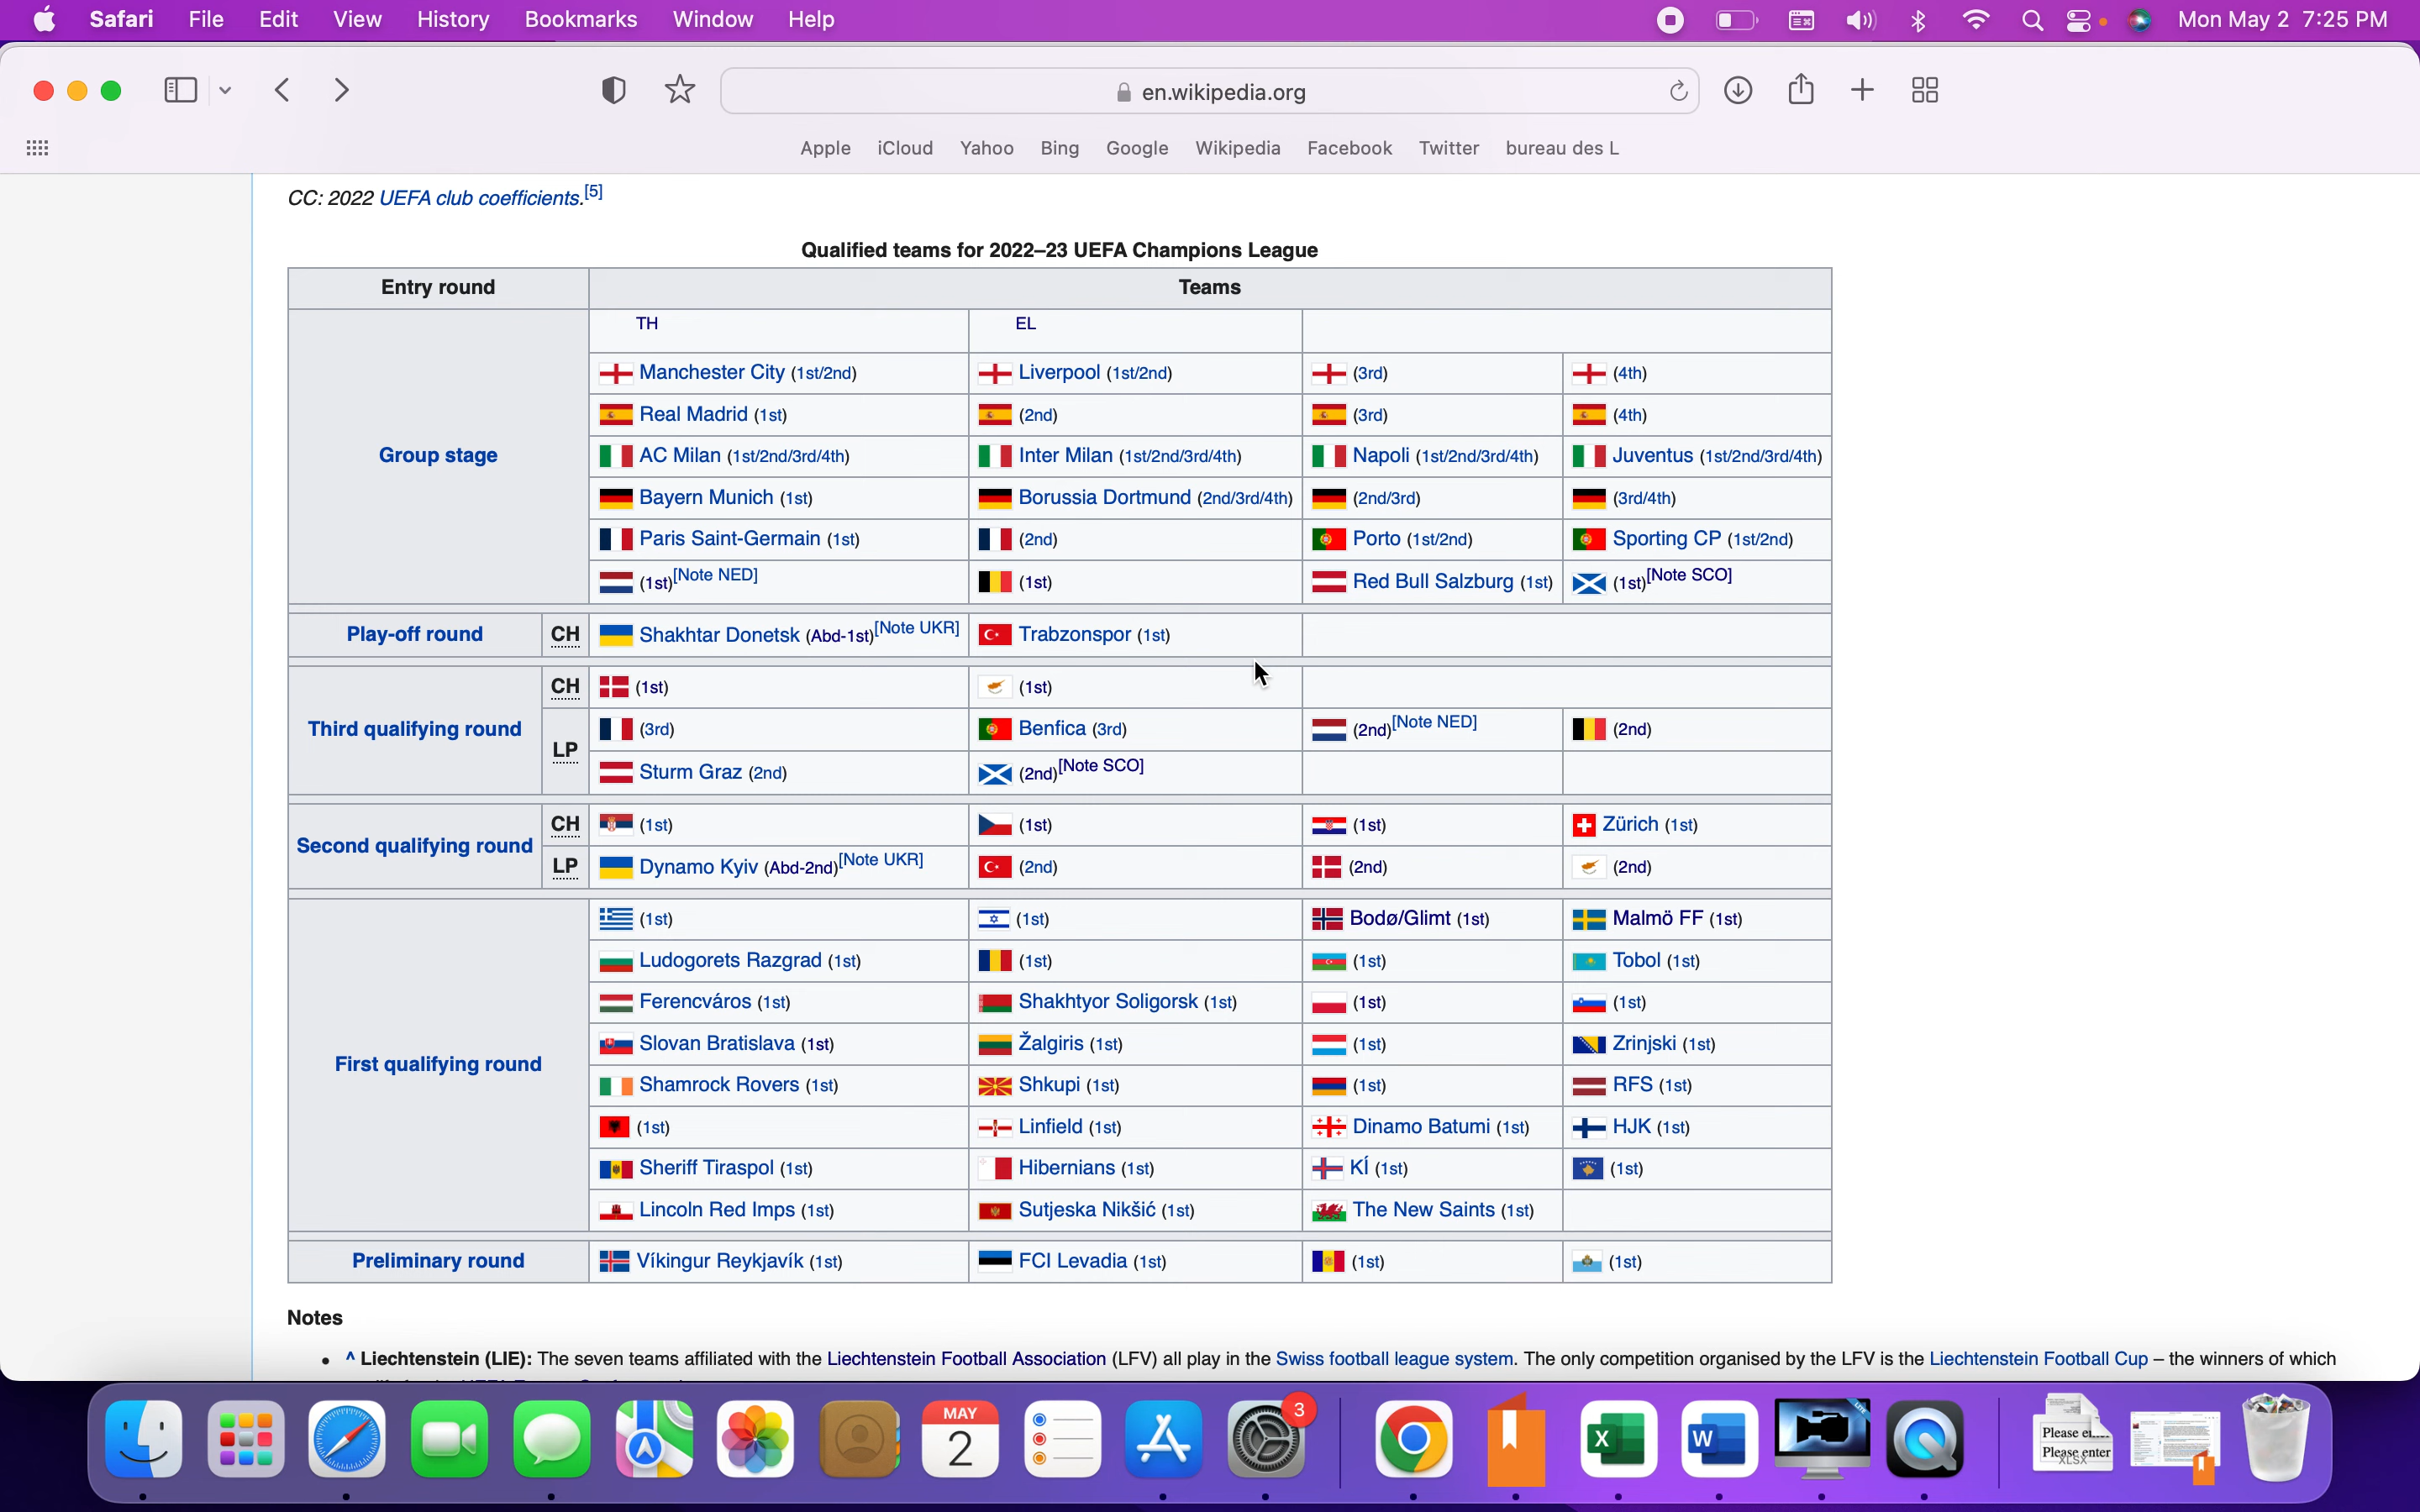 Safari File Edit View History Bookmarks Window Help Mon May 2 7:25 PM
en.wikipedia.org
Apple iCloud Yahoo Bing Google Wikipedia Facebook Twitter bureau des L
CC: 2022 UEFA club coefficients.[5]
Qualified teams for 2022–23 UEFA Champions League
Entry round Teams
TH EL
Group stage
Manchester City (1st/2nd) Liverpool (1st/2nd) (3rd) (4th)
Real Madrid (1st) (2nd) (3rd) (4th)
AC Milan (1st/2nd/3rd/4th) Inter Milan (1st/2nd/3rd/4th) Napoli (1st/2nd/3rd/4th) Juventus (1st/2nd/3rd/4th)
Bayern Munich (1st) Borussia Dortmund (2nd/3rd/4th) (2nd/3rd) (3rd/4th)
Paris Saint-Germain (1st) (2nd) Porto (1st/2nd) Sporting CP (1st/2nd)
(1st)[Note NED] (1st) Red Bull Salzburg (1st) (1st)[Note SCO]
Play-off round CH Shakhtar Donetsk (Abd-1st)[Note UKR] Trabzonspor (1st)
Third qualifying round
CH (1st) (1st)
LP (3rd) Benfica (3rd) (2nd)[Note NED] (2nd)
Sturm Graz (2nd) (2nd)[Note SCO]
Second qualifying round
CH (1st) (1st) (1st) Zürich (1st)
LP Dynamo Kyiv (Abd-2nd)[Note UKR] (2nd) (2nd) (2nd)
First qualifying round
(1st) (1st) Bodø/Glimt (1st) Malmö FF (1st)
Ludogorets Razgrad (1st) (1st) (1st) Tobol (1st)
Ferencváros (1st) Shakhtyor Soligorsk (1st) (1st) (1st)
Slovan Bratislava (1st) Žalgiris (1st) (1st) Zrinjski (1st)
Shamrock Rovers (1st) Shkupi (1st) (1st) RFS (1st)
(1st) Linfield (1st) Dinamo Batumi (1st) HJK (1st)
Sheriff Tiraspol (1st) Hibernians (1st) KÍ (1st) (1st)
Lincoln Red Imps (1st) Sutjeska Nikšić (1st) The New Saints (1st)
Preliminary round Víkingur Reykjavík (1st) FCI Levadia (1st) (1st) (1st)
Notes
• ^ Liechtenstein (LIE): The seven teams affiliated with the Liechtenstein Football Association (LFV) all play in the Swiss football league system. The only competition organised by the LFV is the Liechtenstein Football Cup – the winners of which
MAY
2
3
X
W
Please
Please enter
XLSX